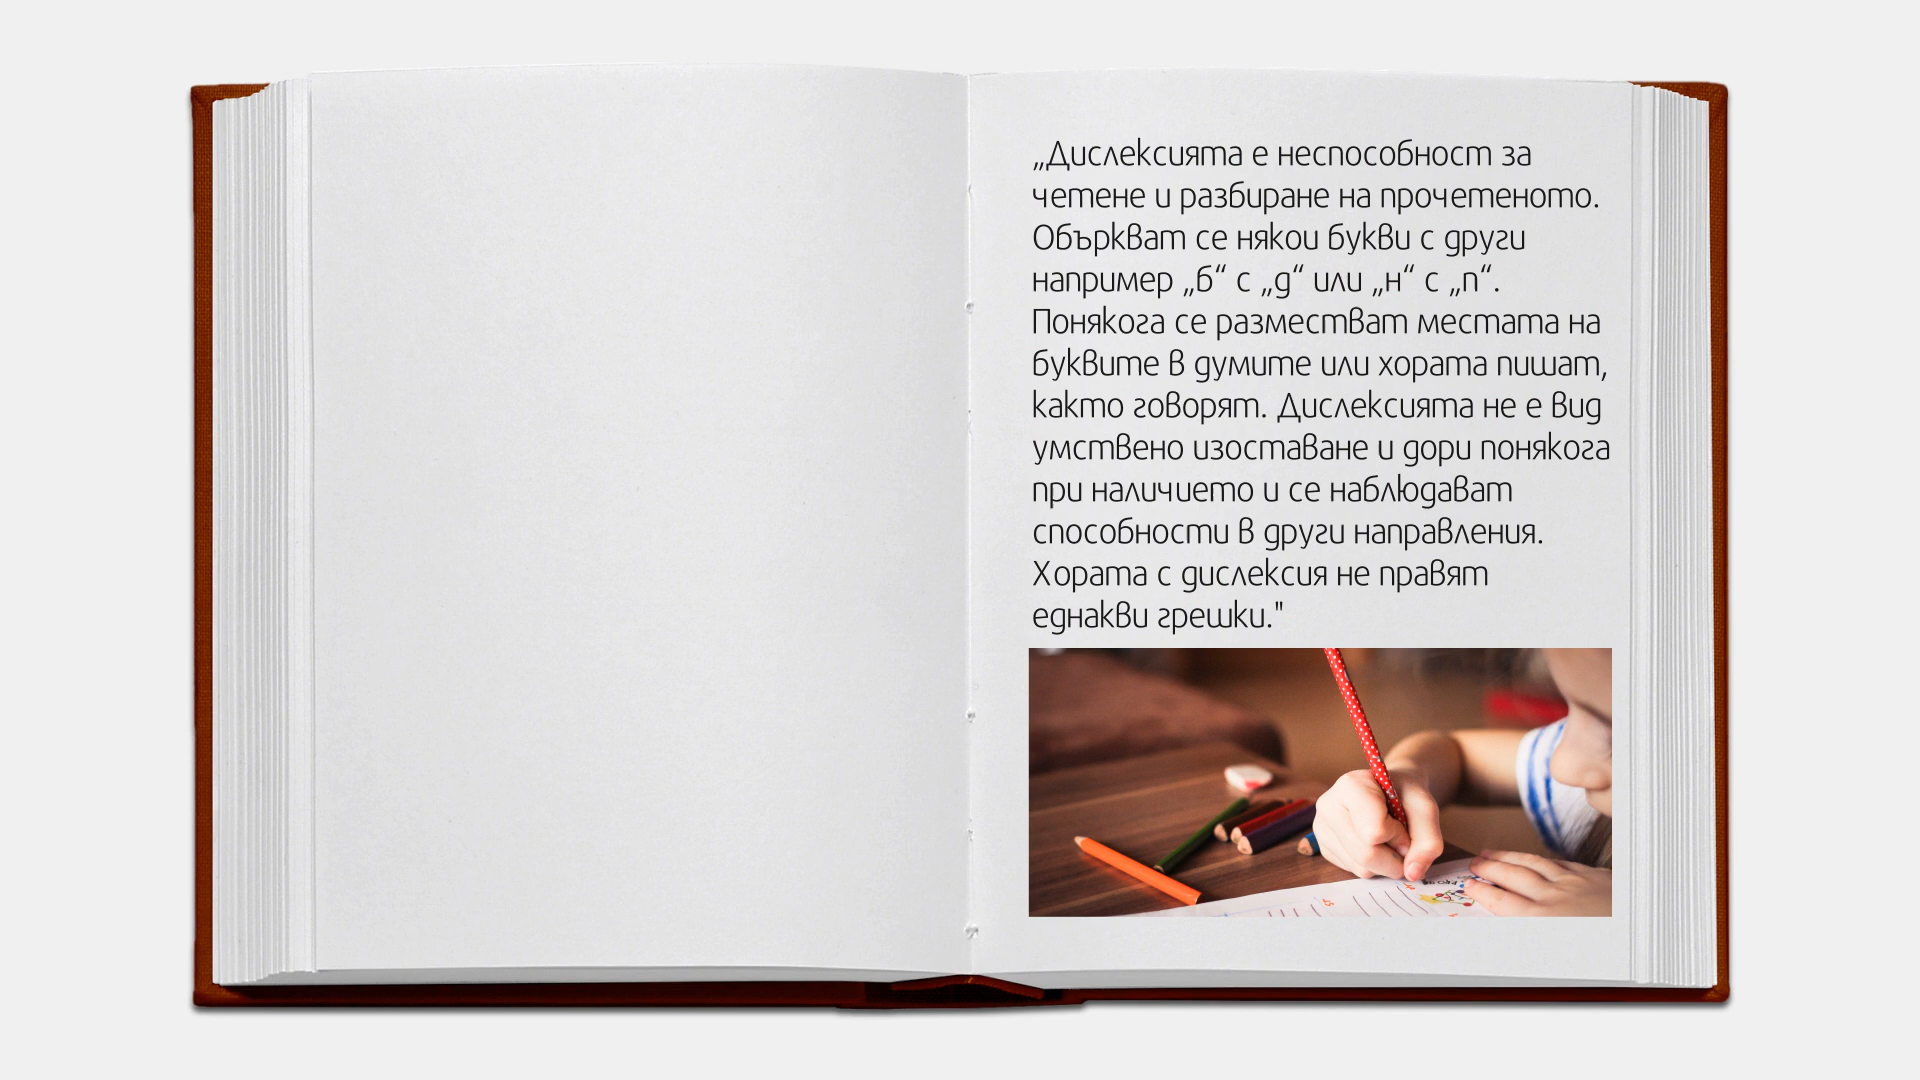 „Дислексията е неспособност за
четене и разбиране на прочетеното.
Объркват се някои букви с други
например „б“ с „д“ или „н“ с „п“.
Понякога се разместват местата на
буквите в думите или хората пишат,
както говорят. Дислексията не е вид
умствено изоставане и дори понякога
при наличието и се наблюдават
способности в други направления.
Хората с дислексия не правят
еднакви грешки."